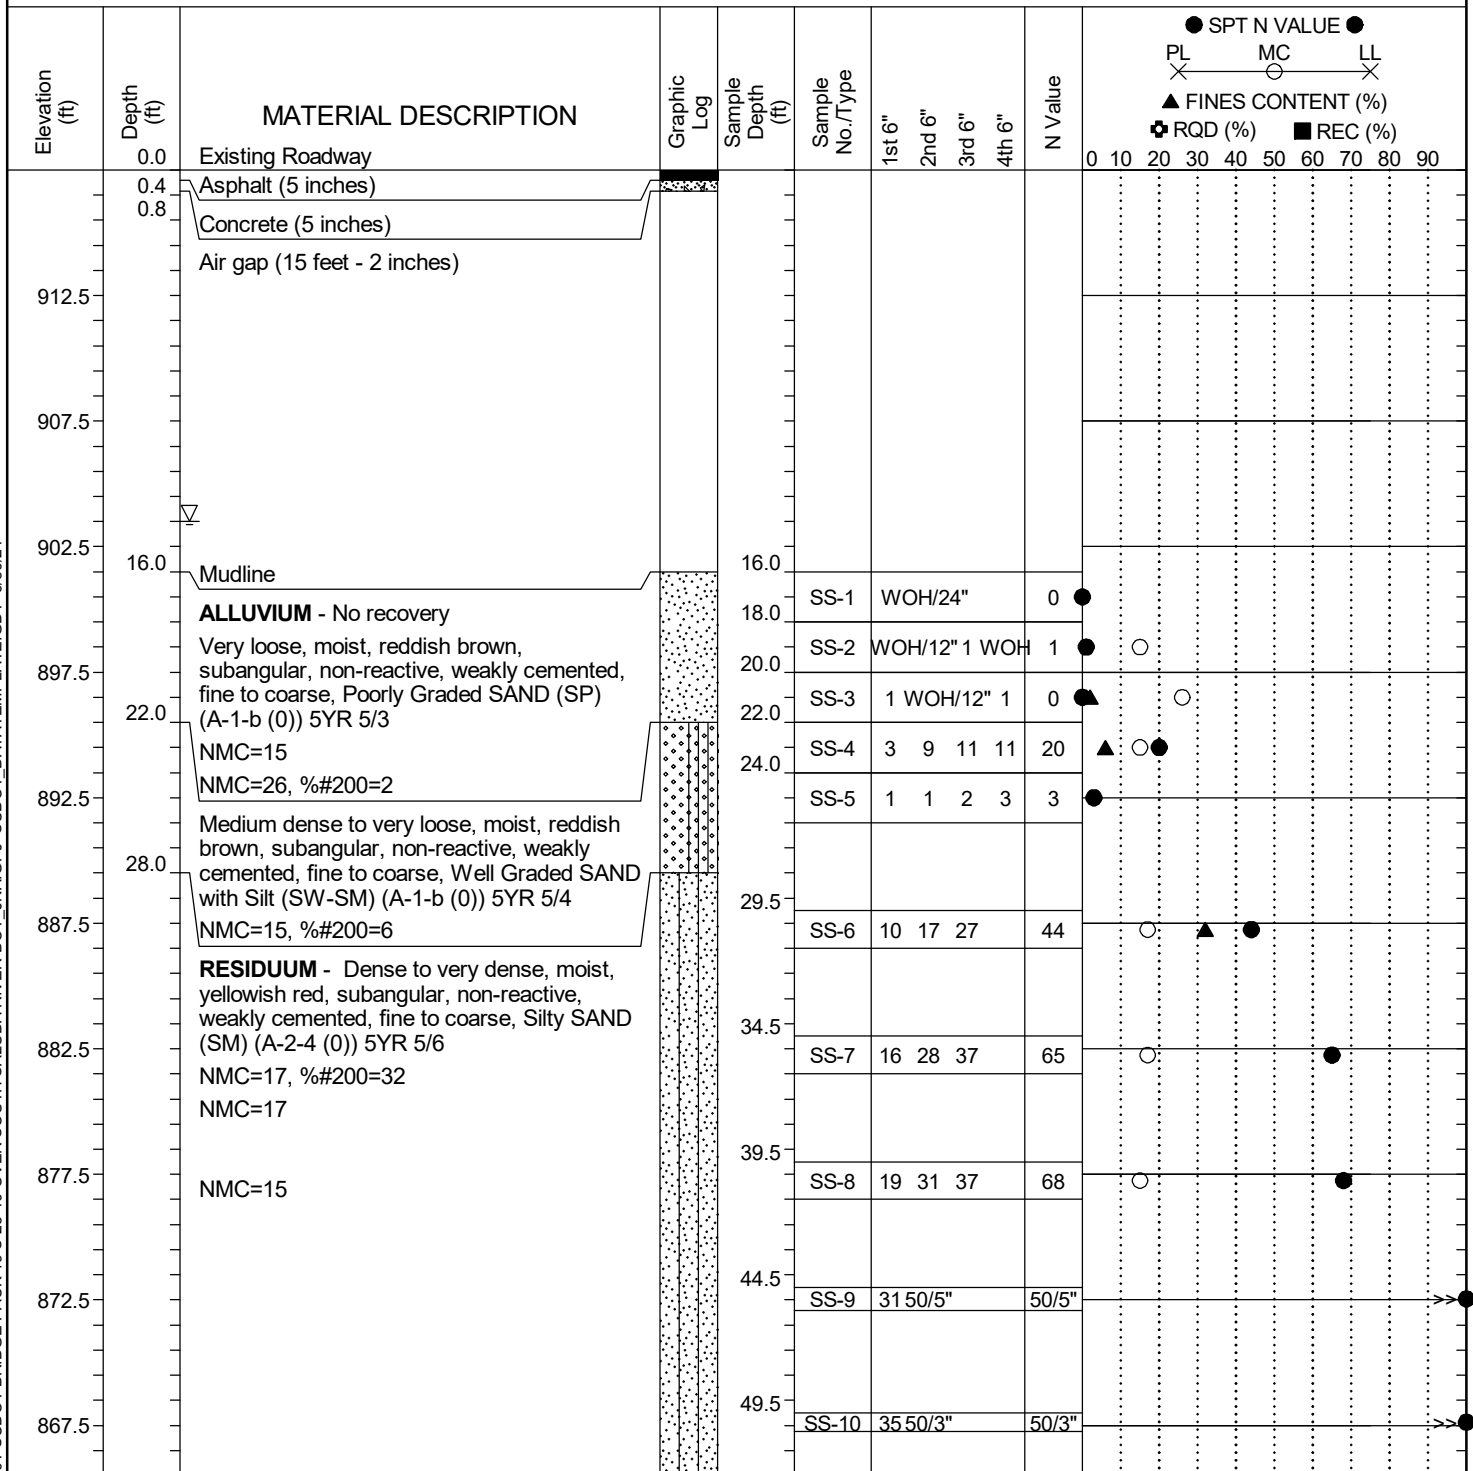 ● SPT N VALUE ●
PL MC LL
▲ FINES CONTENT (%)
RQD (%) ■ REC (%)
0 10 20 30 40 50 60 70 80 90
Elevation (ft)
Depth (ft)
MATERIAL DESCRIPTION
Graphic Log
Sample Depth (ft)
Sample No./Type
1st 6"
2nd 6"
3rd 6"
4th 6"
N Value
0.0 Existing Roadway
0.4 Asphalt (5 inches)
0.8
Concrete (5 inches)
Air gap (15 feet - 2 inches)
912.5
907.5
902.5
16.0 Mudline 16.0
ALLUVIUM - No recovery
SS-1 WOH/24" 0
18.0
Very loose, moist, reddish brown,
subangular, non-reactive, weakly cemented,
fine to coarse, Poorly Graded SAND (SP)
(A-1-b (0)) 5YR 5/3
SS-2 WOH/12" 1 WOH 1
20.0
897.5
SS-3 1 WOH/12" 1 0
22.0 22.0
NMC=15
SS-4 3 9 11 11 20
24.0
NMC=26, %#200=2
892.5
SS-5 1 1 2 3 3
Medium dense to very loose, moist, reddish
brown, subangular, non-reactive, weakly
cemented, fine to coarse, Well Graded SAND
with Silt (SW-SM) (A-1-b (0)) 5YR 5/4
28.0
29.5
887.5
NMC=15, %#200=6
SS-6 10 17 27 44
RESIDUUM - Dense to very dense, moist,
yellowish red, subangular, non-reactive,
weakly cemented, fine to coarse, Silty SAND
(SM) (A-2-4 (0)) 5YR 5/6
34.5
882.5
SS-7 16 28 37 65
NMC=17, %#200=32
NMC=17
39.5
877.5
SS-8 19 31 37 68
NMC=15
44.5
872.5
SS-9 31 50/5" 50/5" >>
49.5
867.5
SS-10 35 50/3" 50/3" >>